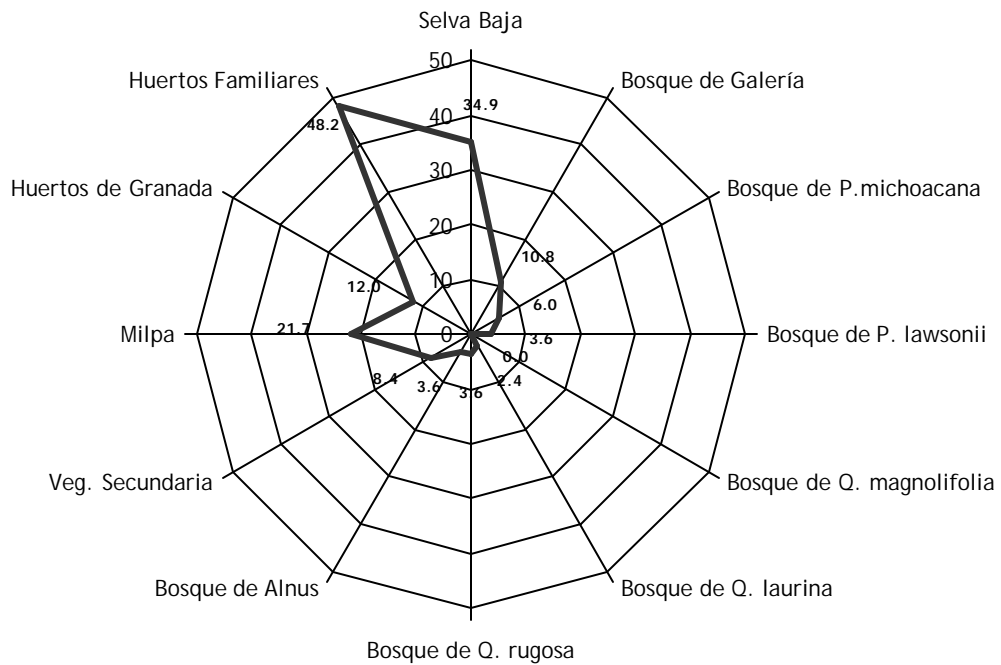 Selva Baja
50
Huertos Familiares
Bosque de Galería
34.9
40
48.2
30
Huertos de Granada
Bosque de P.michoacana
20
10.8
10
12.0
6.0
Milpa
21.7
0
3.6
Bosque de P. lawsonii
0.0
8.4
3.6
3.6
2.4
Veg. Secundaria
Bosque de Q. magnolifolia
Bosque de Alnus
Bosque de Q. laurina
Bosque de Q. rugosa